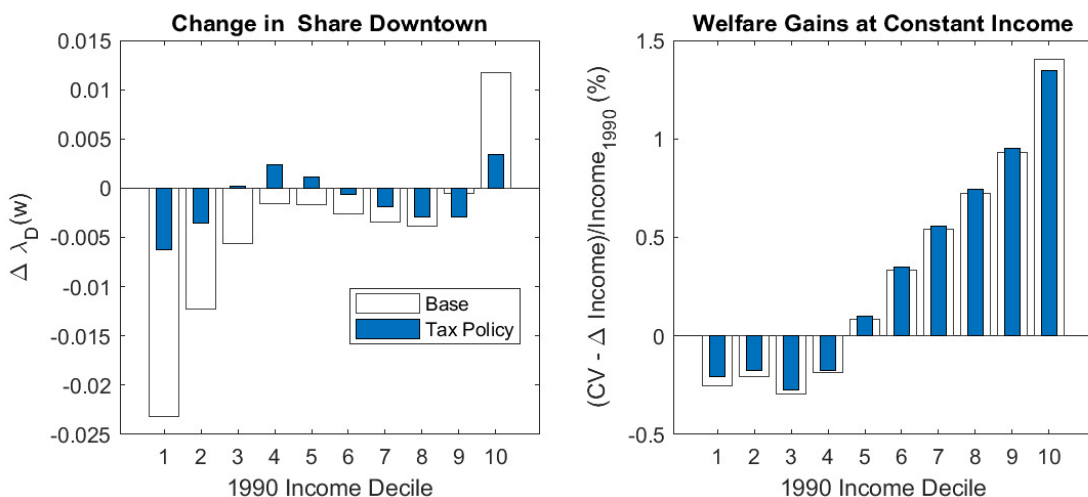 Change in  Share Downtown
Δ λD(w)
0.015
0.01
0.005
0
-0.005
-0.01
-0.015
-0.02
-0.025
Base
Tax Policy
1 2 3 4 5 6 7 8 9 10
1990 Income Decile
Welfare Gains at Constant Income
(CV - Δ Income)/Income1990 (%)
1.5
1
0.5
0
-0.5
1 2 3 4 5 6 7 8 9 10
1990 Income Decile